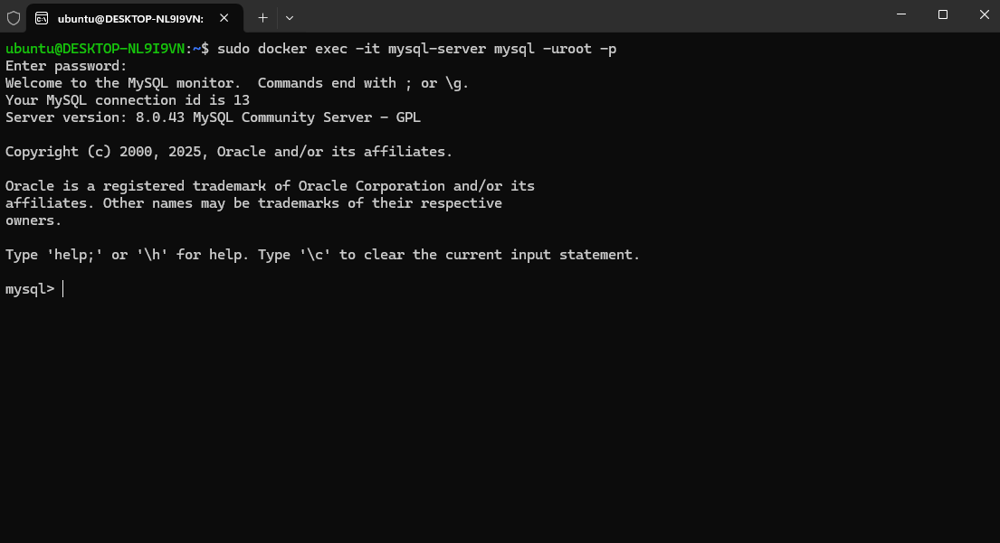 ubuntu@DESKTOP-NL9I9VN:
ubuntu@DESKTOP-NL9I9VN:~$ sudo docker exec -it mysql-server mysql -uroot -p
Enter password:
Welcome to the MySQL monitor.  Commands end with ; or \g.
Your MySQL connection id is 13
Server version: 8.0.43 MySQL Community Server - GPL

Copyright (c) 2000, 2025, Oracle and/or its affiliates.

Oracle is a registered trademark of Oracle Corporation and/or its
affiliates. Other names may be trademarks of their respective
owners.

Type 'help;' or '\h' for help. Type '\c' to clear the current input statement.

mysql>